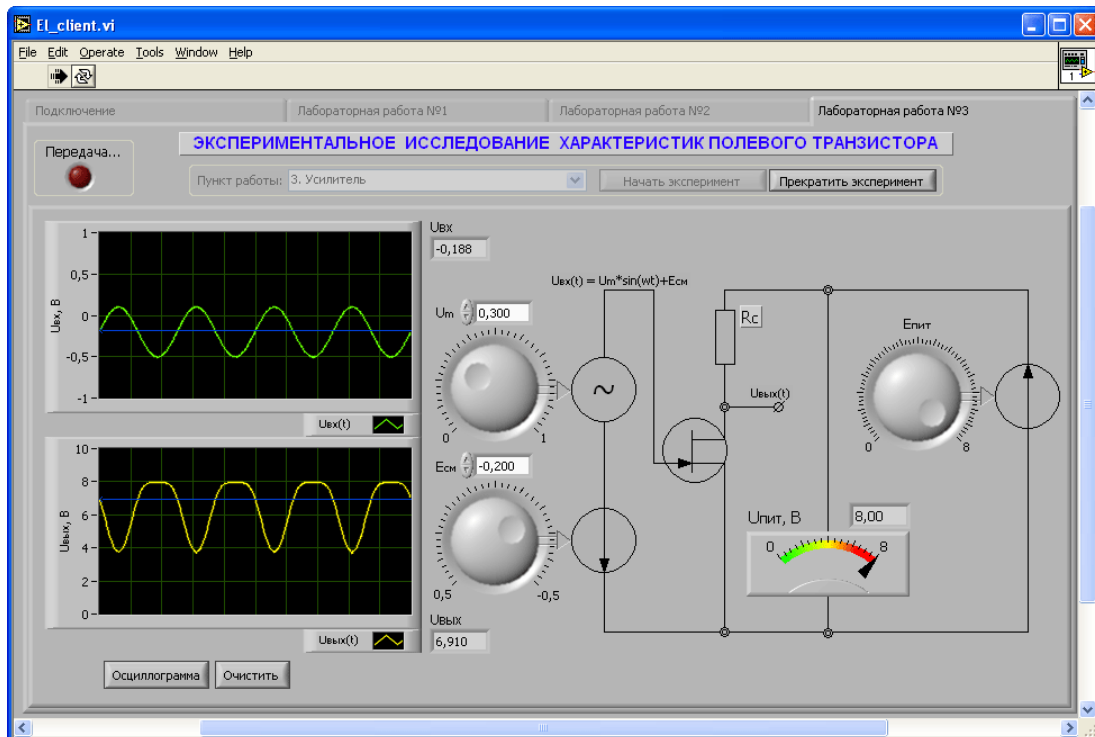 El_client.vi
File Edit Operate Tools Window Help
1
Подключение
Лабораторная работа №1
Лабораторная работа №2
Лабораторная работа №3
Передача...
ЭКСПЕРИМЕНТАЛЬНОЕ ИССЛЕДОВАНИЕ ХАРАКТЕРИСТИК ПОЛЕВОГО ТРАНЗИСТОРА
Пункт работы: 3. Усилитель
Начать эксперимент
Прекратить эксперимент
Uвх, В
1
0,5
0
-0,5
-1
Uвх(t)
Uвх
-0,188
Um 0,300
0 1
Uвх(t) = Um*sin(wt)+Eсм
~
Rc
Uвых(t)
Eпит
0 8
Uвых, В
10
8
6
4
2
0
Uвых(t)
Eсм -0,200
0,5 -0,5
Uвых
6,910
Uпит, В 8,00
0 8
Осциллограмма Очистить